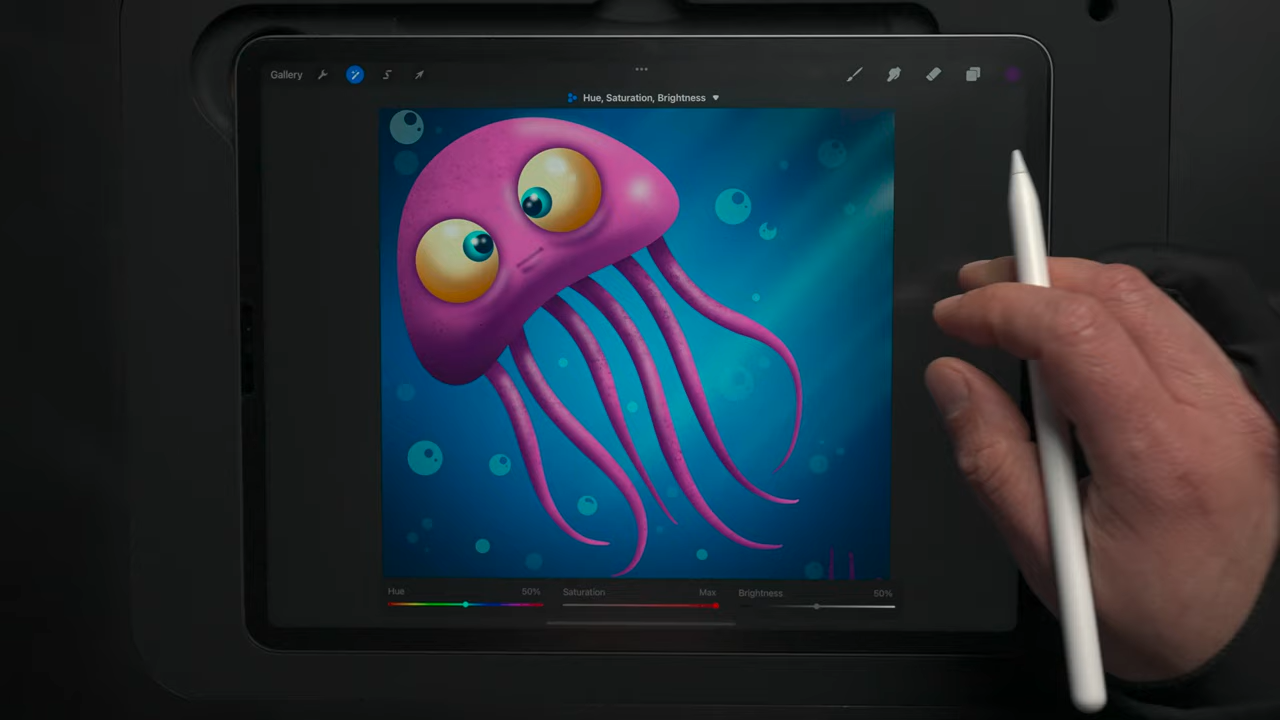 Gallery
Hue, Saturation, Brightness
Hue 50% Saturation Max Brightness 50%